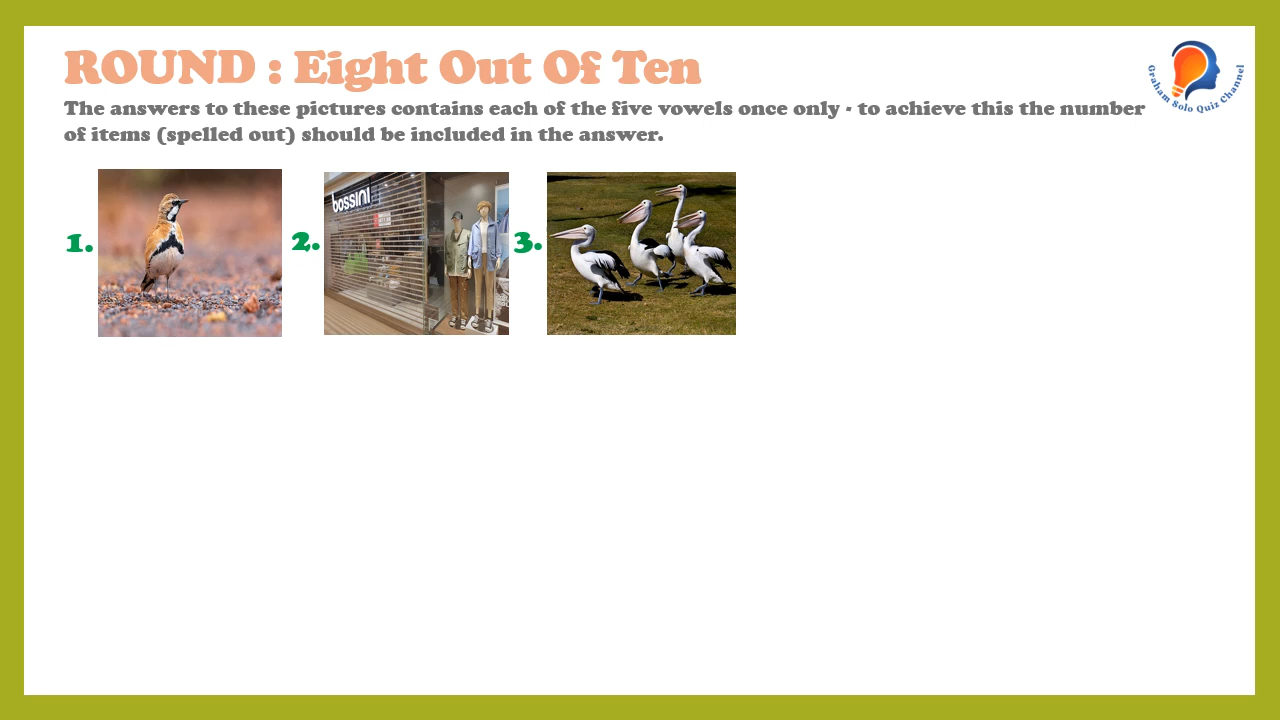 ROUND : Eight Out Of Ten
The answers to these pictures contains each of the five vowels once only - to achieve this the number
of items (spelled out) should be included in the answer.
Graham Solo Quiz Channel
1.
bossini
2.
3.